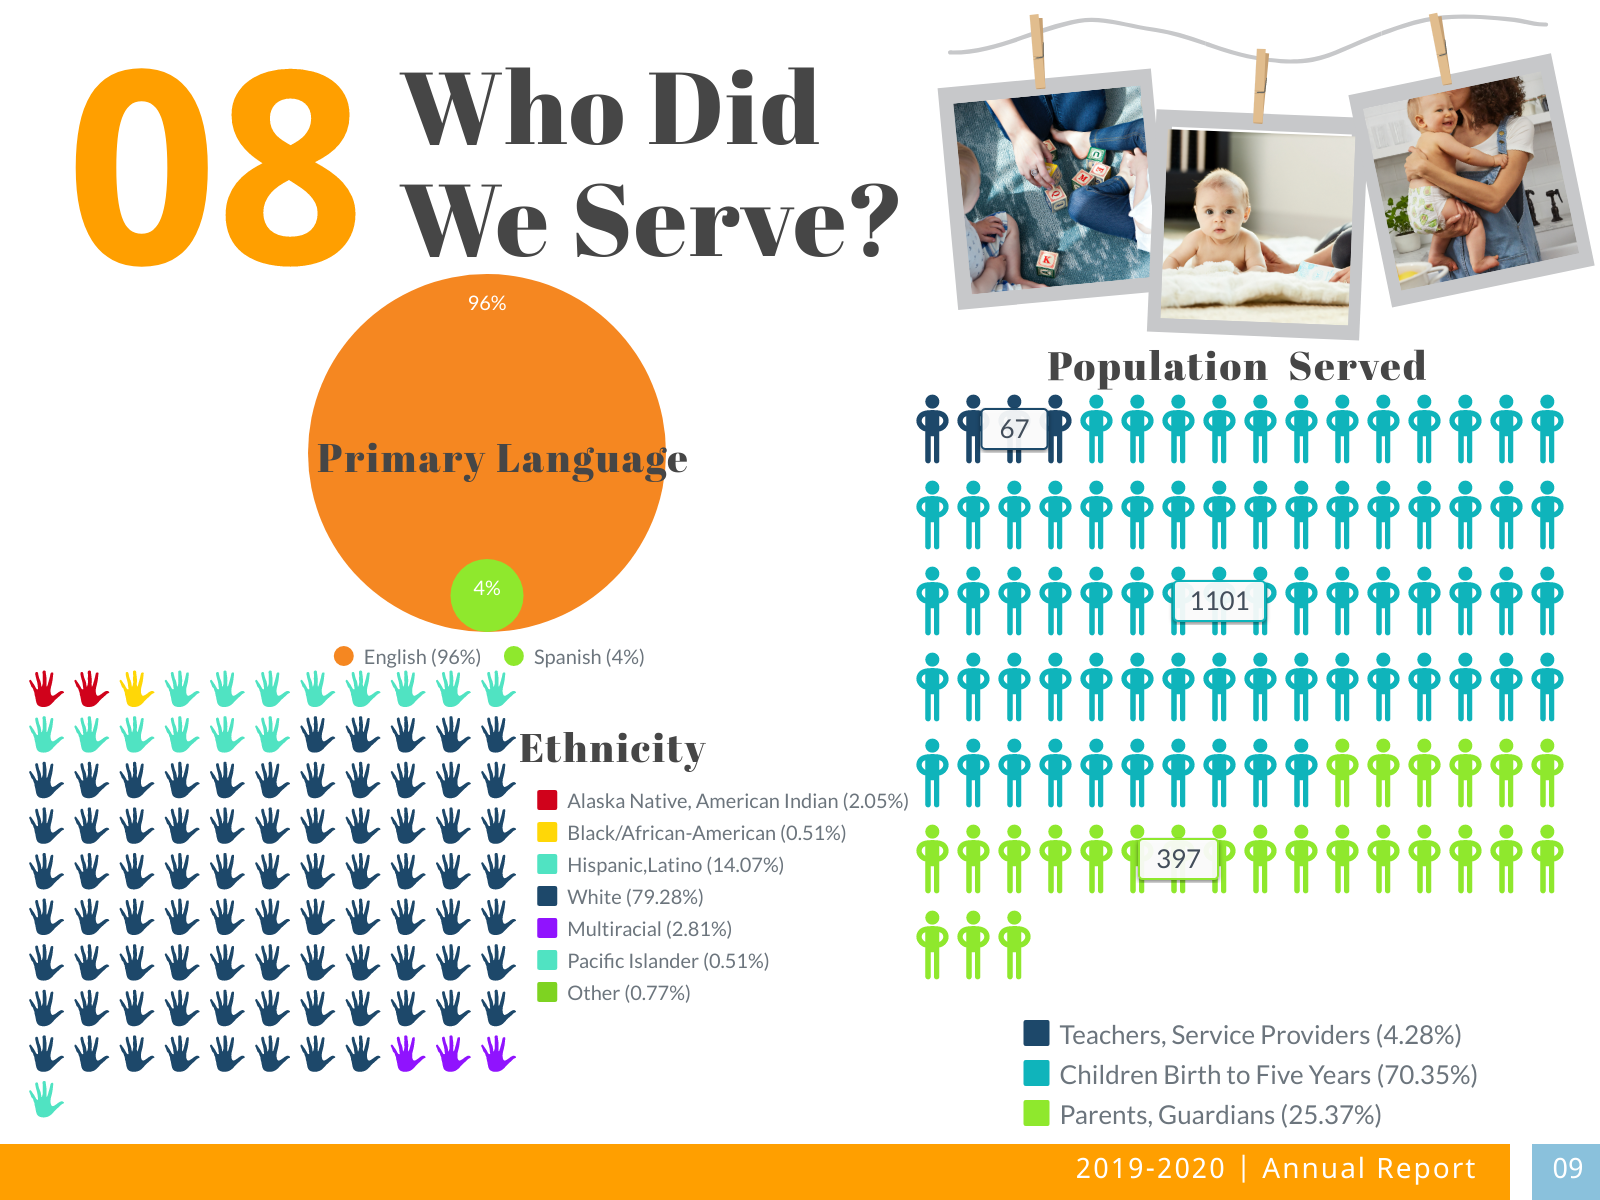 08
Who Did
We Serve?
96%
Primary Language
4%
English (96%) Spanish (4%)
Ethnicity
Alaska Native, American Indian (2.05%)
Black/African-American (0.51%)
Hispanic,Latino (14.07%)
White (79.28%)
Multiracial (2.81%)
Pacific Islander (0.51%)
Other (0.77%)
Population Served
67
1101
397
Teachers, Service Providers (4.28%)
Children Birth to Five Years (70.35%)
Parents, Guardians (25.37%)
2019-2020 | Annual Report
09